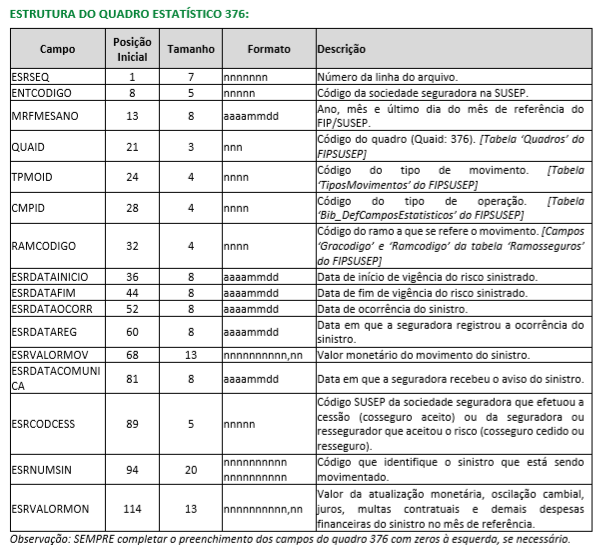 ESTRUTURA DO QUADRO ESTATÍSTICO 376:
Campo Posição Inicial Tamanho Formato Descrição
ESRSEQ 1 7 nnnnnnn Número da linha do arquivo.
ENTCODIGO 8 5 nnnnn Código da sociedade seguradora na SUSEP.
MRFMESANO 13 8 aaaammdd Ano, mês e último dia do mês de referência do
FIP/SUSEP.
QUAID 21 3 nnn Código do quadro (Quaid: 376). [Tabela 'Quadros' do
FIPSUSEP]
TPMOID 24 4 nnnn Código do tipo de movimento. [Tabela
'TiposMovimentos' do FIPSUSEP]
CMPID 28 4 nnnn Código do tipo de operação. [Tabela
'Bib_DefCamposEstatisticos' do FIPSUSEP]
RAMCODIGO 32 4 nnnn Código do ramo a que se refere o movimento. [Campos
'Gracodigo' e 'Ramcodigo' da tabela 'Ramosseguros'
do FIPSUSEP]
ESRDATAINICIO 36 8 aaaammdd Data de início de vigência do risco sinistrado.
ESRDATAFIM 44 8 aaaammdd Data de fim de vigência do risco sinistrado.
ESRDATAOCORR 52 8 aaaammdd Data de ocorrência do sinistro.
ESRDATAREG 60 8 aaaammdd Data em que a seguradora registrou a ocorrência do
sinistro.
ESRVALORMOV 68 13 nnnnnnnnnn,nn Valor monetário do movimento do sinistro.
ESRDATACOMUNI
CA 81 8 aaaammdd Data em que a seguradora recebeu o aviso do sinistro.
ESRCODCESS 89 5 nnnnn Código SUSEP da sociedade seguradora que efetuou a
cessão (cosseguro aceito) ou da seguradora ou
ressegurador que aceitou o risco (cosseguro cedido ou
resseguro).
ESRNUMSIN 94 20 nnnnnnnnnn
nnnnnnnnnn Código que identifique o sinistro que está sendo
movimentado.
ESRVALORMON 114 13 nnnnnnnnnn,nn Valor da atualização monetária, oscilação cambial,
juros, multas contratuais e demais despesas
financeiras do sinistro no mês de referência.
Observação: SEMPRE completar o preenchimento dos campos do quadro 376 com zeros à esquerda, se necessário.